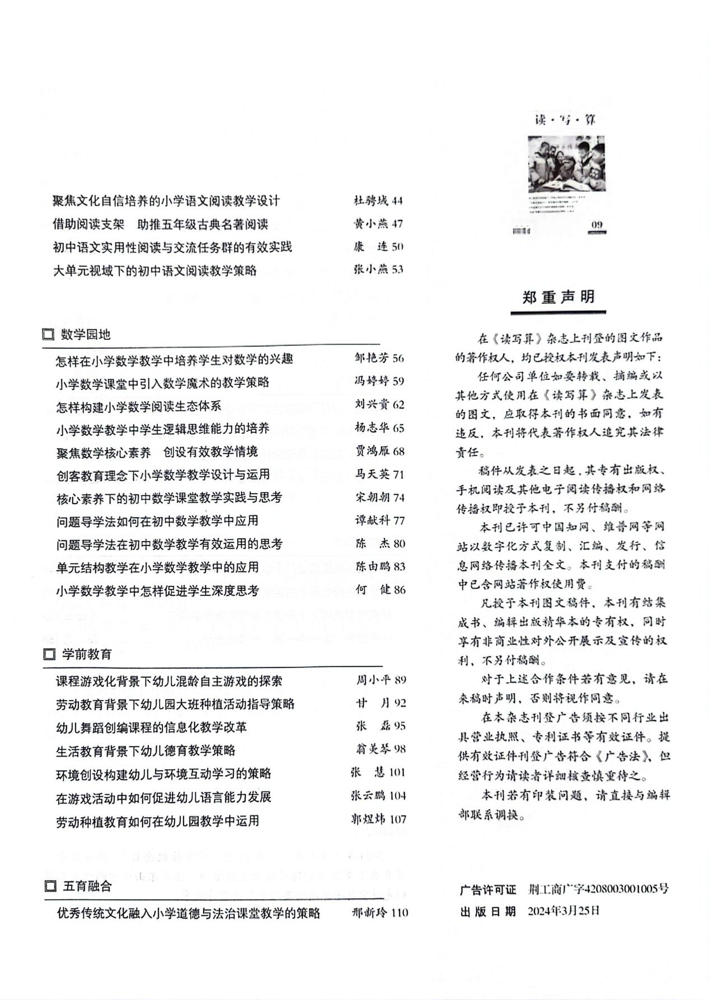 聚焦文化自信培养的小学语文阅读教学设计 杜骋域 44
借助阅读支架 助推五年级古典名著阅读 黄小燕 47
初中语文实用性阅读与交流任务群的有效实践 康 连 50
大单元视域下的初中语文阅读教学策略 张小燕 53
数学园地
怎样在小学数学教学中培养学生对数学的兴趣 邹艳芳 56
小学数学课堂中引入数学魔术的教学策略 冯婷婷 59
怎样构建小学数学阅读生态体系 刘兴贵 62
小学数学教学中学生逻辑思维能力的培养 杨志华 65
聚焦数学核心素养 创设有效教学情境 贾鸿雁 68
创客教育理念下小学数学教学设计与运用 马天英 71
核心素养下的初中数学课堂教学实践与思考 宋朝朝 74
问题导学法如何在初中数学教学中应用 谭献科 77
问题导学法在初中数学教学有效运用的思考 陈 杰 80
单元结构教学在小学数学教学中的应用 陈由鹏 83
小学数学教学中怎样促进学生深度思考 何 健 86
学前教育
课程游戏化背景下幼儿混龄自主游戏的探索 周小平 89
劳动教育背景下幼儿园大班种植活动指导策略 甘 月 92
幼儿舞蹈创编课程的信息化教学改革 张 磊 95
生活教育背景下幼儿德育教学策略 翁美琴 98
环境创设构建幼儿与环境互动学习的策略 张 慧 101
在游戏活动中如何促进幼儿语言能力发展 张云鹏 104
劳动种植教育如何在幼儿园教学中运用 郭煜炜 107
五育融合
优秀传统文化融入小学道德与法治课堂教学的策略 邢新玲 110
读·写·算
09
郑重声明
在《读写算》杂志上刊登的图文作品
的著作权人，均已授权本刊发表声明如下：
任何公司单位如要转载、摘编或以
其他方式使用在《读写算》杂志上发表
的图文，应取得本刊的书面同意，如有
违反，本刊将代表著作权人追究其法律
责任。
稿件从发表之日起，其专有出版权、
手机阅读及其他电子阅读传播权和网络
传播权即授予本刊，不另付稿酬。
本刊已许可中国知网、维普网等网
站以数字化方式复制、汇编、发行、信
息网络传播本刊全文。本刊支付的稿酬
中已含网站著作权使用费。
凡授予本刊图文稿件，本刊有结集
成书、编辑出版精华本的专有权，同时
享有非商业性对外公开展示及宣传的权
利，不另付稿酬。
对于上述合作条件若有意见，请在
来稿时声明，否则将视作同意。
在本杂志刊登广告须按不同行业出
具营业执照、专利证书等有效证件。提
供有效证件刊登广告符合《广告法》，但
经营行为请读者详细核查慎重待之。
本刊若有印装问题，请直接与编辑
部联系调换。
广告许可证 荆工商广字4208003001005号
出版日期 2024年3月25日